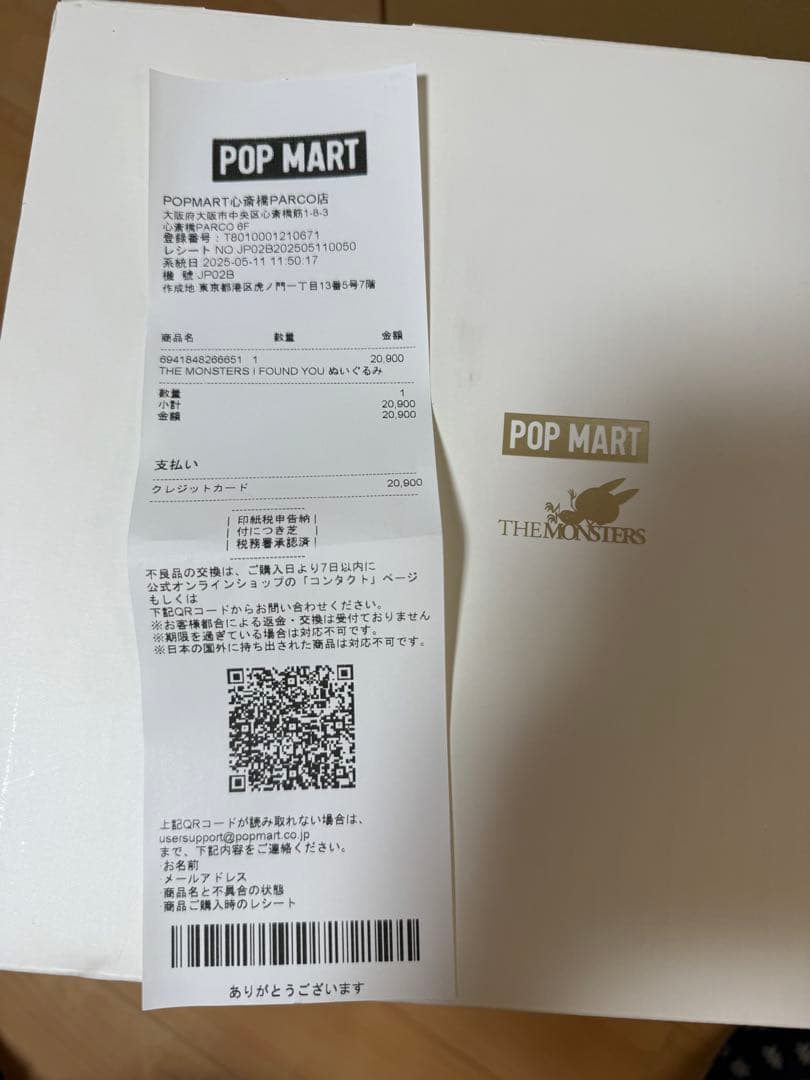 POP MART
POPMART心斎橋PARCO店
大阪府大阪市中央区心斎橋筋1-8-3
心斎橋PARCO 6F
登録番号：T8010001210671
レシート NO.JP02B202505110050
系統日 2025-05-11 11:50:17
機 號 JP02B
作成地:東京都港区虎ノ門一丁目13番5号7階
商品名 数量 金額
6941848266651 1 20,900
THE MONSTERS I FOUND YOU ぬいぐるみ
数量 1
小計 20,900
金額 20,900
支払い
クレジットカード 20,900
印紙税申告納
付につき芝
税務署承認済
不良品の交換は、ご購入日より7日以内に
公式オンラインショップの「コンタクト」ページ
もしくは
下記QRコードからお問い合わせください。
※お客様都合による返金・交換は受付ておりません
※期限を過ぎている場合は対応不可です。
※日本の国外に持ち出された商品は対応不可です。
上記QRコードが読み取れない場合は、
usersupport@popmart.co.jp
まで、下記内容をご連絡ください。
·お名前
·メールアドレス
·商品名と不具合の状態
·商品ご購入時のレシート
ありがとうございます
POP MART
THE MONSTERS